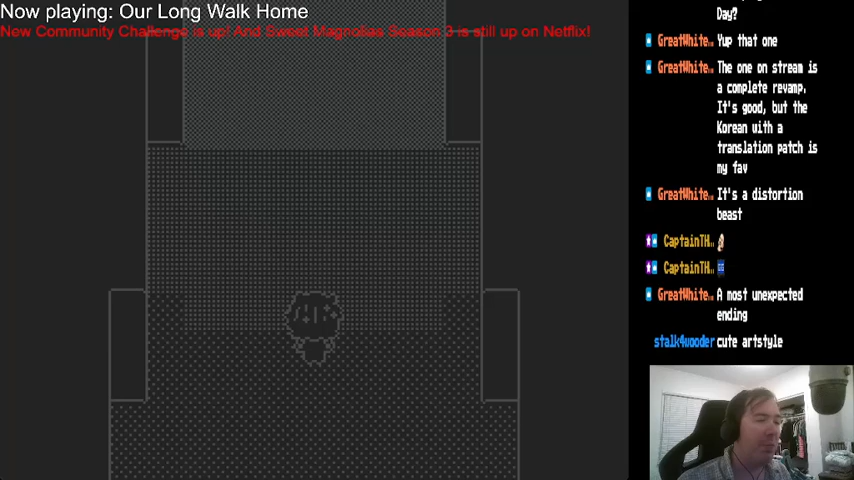 Now playing: Our Long Walk Home
New Community Challenge is up! And Sweet Magnolias Season 3 is still up on Netflix!
Day?
GreatWhite.. Yup that one
GreatWhite.. The one on stream is
a complete revamp.
It's good, but the
Korean with a
translation patch is
my fav
GreatWhite.. It's a distortion
beast
CaptainTH..
CaptainTH..
GreatWhite.. A most unexpected
ending
stalk4wooder cute artstyle